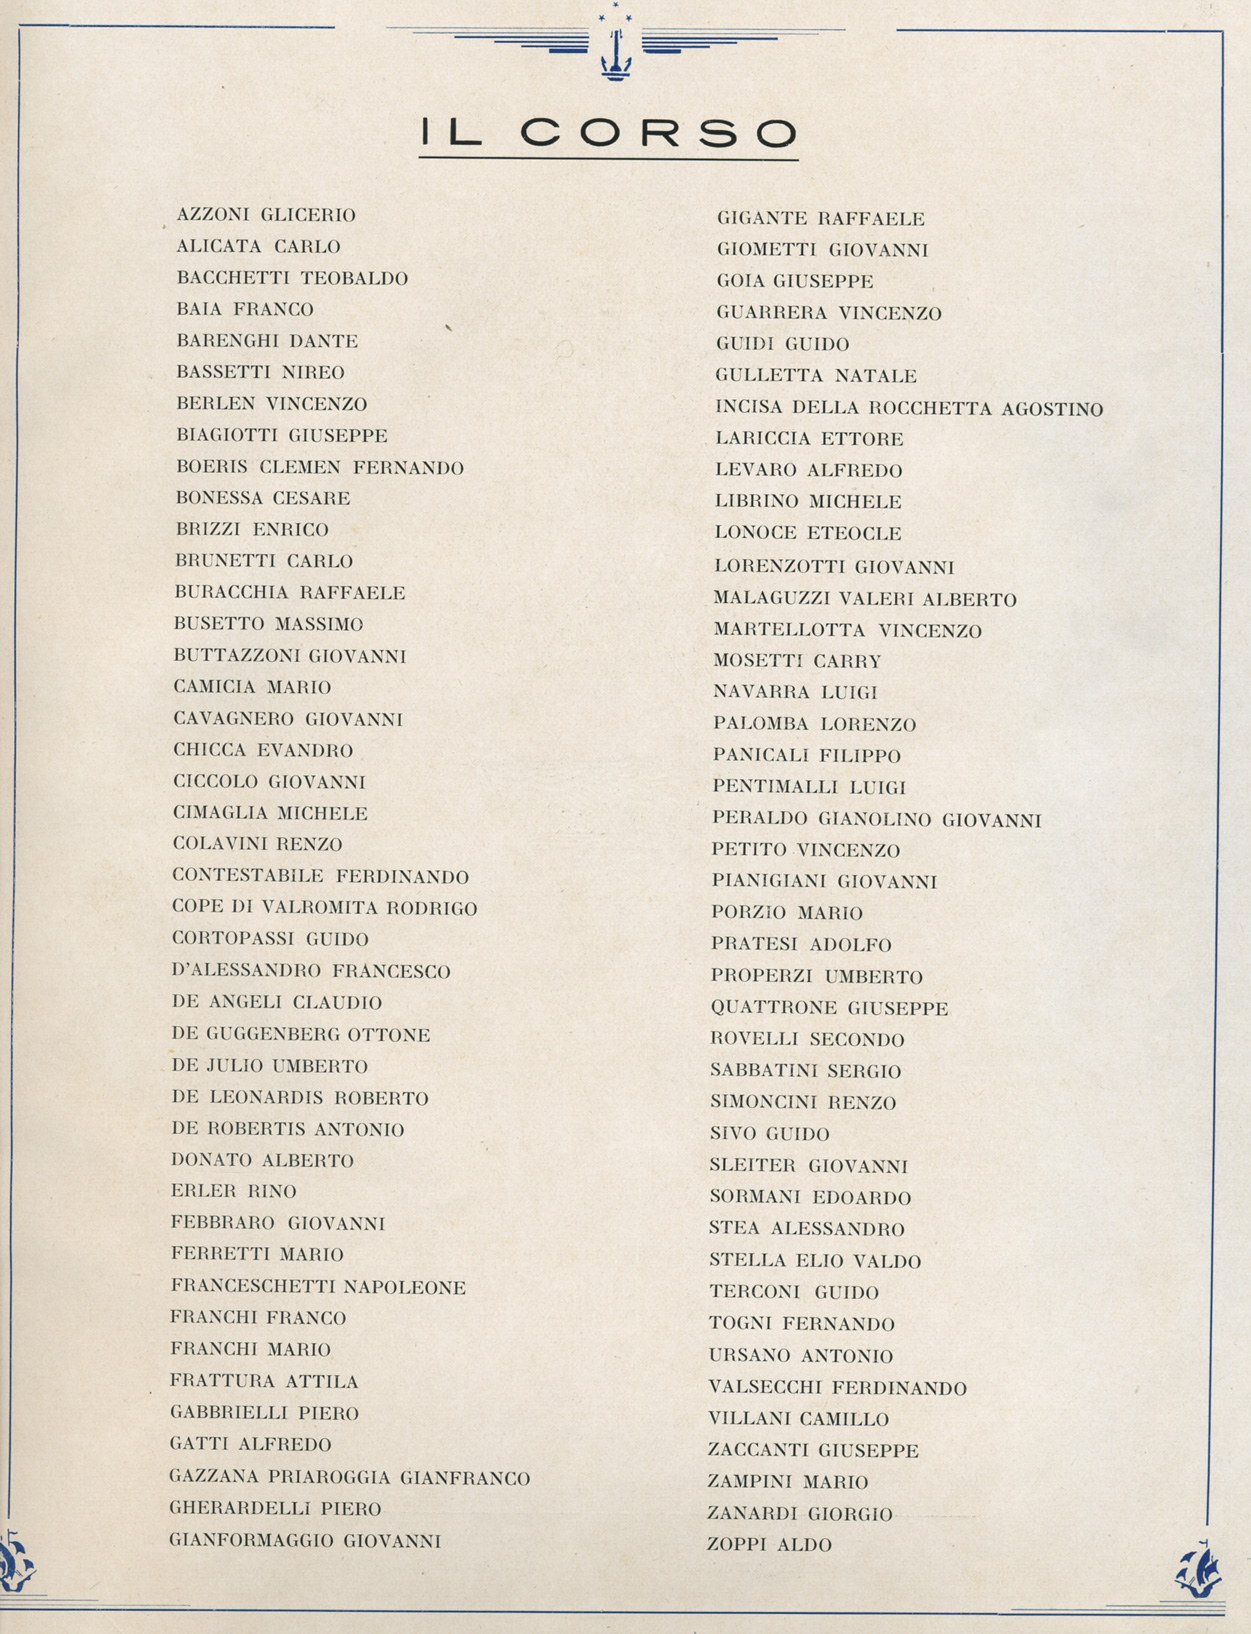 IL CORSO
AZZONI GLICERIO
ALICATA CARLO
BACCHETTI TEOBALDO
BAIA FRANCO
BARENGHI DANTE
BASSETTI NIREO
BERLEN VINCENZO
BIAGIOTTI GIUSEPPE
BOERIS CLEMEN FERNANDO
BONESSA CESARE
BRIZZI ENRICO
BRUNETTI CARLO
BURACCHIA RAFFAELE
BUSETTO MASSIMO
BUTTAZZONI GIOVANNI
CAMICIA MARIO
CAVAGNERO GIOVANNI
CHICCA EVANDRO
CICCOLO GIOVANNI
CIMAGLIA MICHELE
COLAVINI RENZO
CONTESTABILE FERDINANDO
COPE DI VALROMITA RODRIGO
CORTOPASSI GUIDO
D'ALESSANDRO FRANCESCO
DE ANGELI CLAUDIO
DE GUGGENBERG OTTONE
DE JULIO UMBERTO
DE LEONARDIS ROBERTO
DE ROBERTIS ANTONIO
DONATO ALBERTO
ERLER RINO
FEBBRARO GIOVANNI
FERRETTI MARIO
FRANCESCHETTI NAPOLEONE
FRANCHI FRANCO
FRANCHI MARIO
FRATTURA ATTILA
GABBRIELLI PIERO
GATTI ALFREDO
GAZZANA PRIAROGGIA GIANFRANCO
GHERARDELLI PIERO
GIANFORMAGGIO GIOVANNI
GIGANTE RAFFAELE
GIOMETTI GIOVANNI
GOIA GIUSEPPE
GUARRERA VINCENZO
GUIDI GUIDO
GULLETTA NATALE
INCISA DELLA ROCCHETTA AGOSTINO
LARICCIA ETTORE
LEVARO ALFREDO
LIBRINO MICHELE
LONOCE ETEOCLE
LORENZOTTI GIOVANNI
MALAGUZZI VALERI ALBERTO
MARTELLOTTA VINCENZO
MOSETTI CARRY
NAVARRA LUIGI
PALOMBA LORENZO
PANICALI FILIPPO
PENTIMALLI LUIGI
PERALDO GIANOLINO GIOVANNI
PETITO VINCENZO
PIANIGIANI GIOVANNI
PORZIO MARIO
PRATESI ADOLFO
PROPERZI UMBERTO
QUATTRONE GIUSEPPE
ROVELLI SECONDO
SABBATINI SERGIO
SIMONCINI RENZO
SIVO GUIDO
SLEITER GIOVANNI
SORMANI EDOARDO
STEA ALESSANDRO
STELLA ELIO VALDO
TERCONI GUIDO
TOGNI FERNANDO
URSANO ANTONIO
VALSECCHI FERDINANDO
VILLANI CAMILLO
ZACCANTI GIUSEPPE
ZAMPINI MARIO
ZANARDI GIORGIO
ZOPPI ALDO